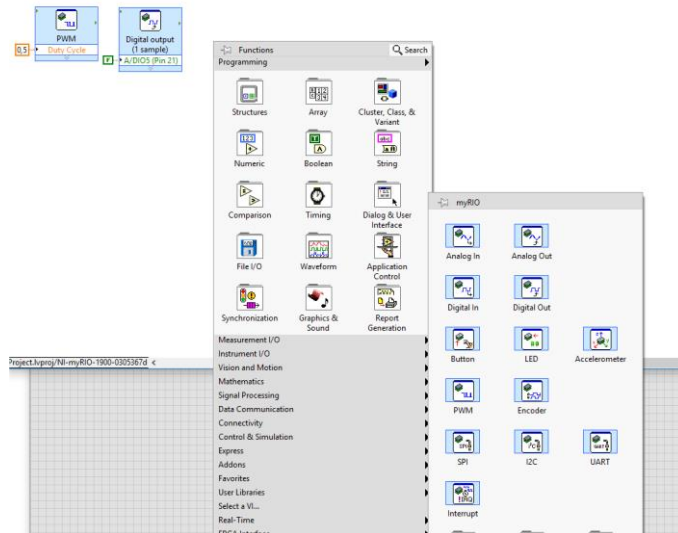 PWM
0,5 Duty Cycle
Digital output
(1 sample)
F A/DIO5 (Pin 21)
Functions
Search
Programming
Structures
Array
Cluster, Class, &
Variant
Numeric
Boolean
String
Comparison
Timing
Dialog & User
Interface
File I/O
Waveform
Application
Control
Synchronization
Graphics &
Sound
Report
Generation
Measurement I/O
Instrument I/O
Vision and Motion
Mathematics
Signal Processing
Data Communication
Connectivity
Control & Simulation
Express
Addons
Favorites
User Libraries
Select a VI...
Real-Time
myRIO
Analog In
Analog Out
Digital In
Digital Out
Button
LED
Accelerometer
PWM
Encoder
SPI
I2C
UART
Interrupt
Project.lvproj/NI-myRIO-1900-0305367d <